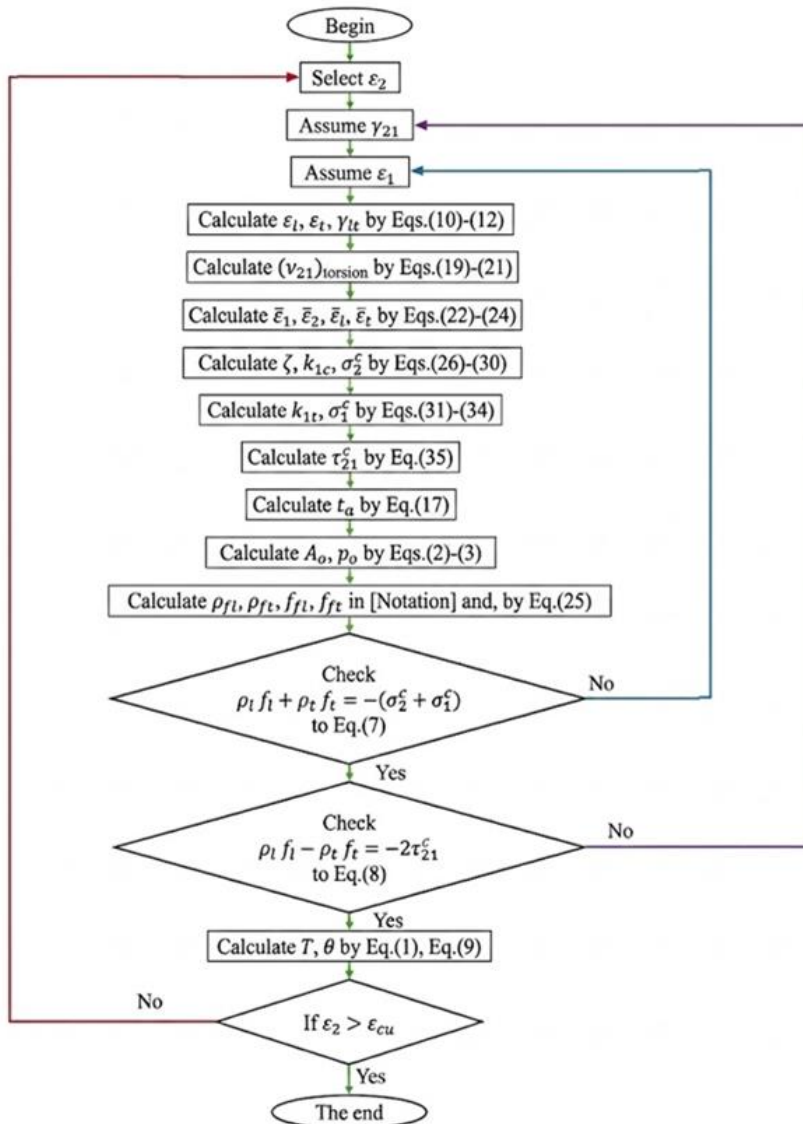 Begin
Select ε₂
Assume γ₂₁
Assume ε₁
Calculate εₗ, εₜ, γₗₜ by Eqs.(10)-(12)
Calculate (ν₂₁)torsion by Eqs.(19)-(21)
Calculate ε̄₁, ε̄₂, ε̄ₗ, ε̄ₜ by Eqs.(22)-(24)
Calculate ζ, k₁c, σ₂ᶜ by Eqs.(26)-(30)
Calculate k₁ₜ, σ₁ᶜ by Eqs.(31)-(34)
Calculate τ₂₁ᶜ by Eq.(35)
Calculate tₐ by Eq.(17)
Calculate Aₒ, pₒ by Eqs.(2)-(3)
Calculate ρfl, ρft, ffl, fft in [Notation] and, by Eq.(25)
Check
ρₗ fₗ + ρₜ fₜ = −(σ₂ᶜ + σ₁ᶜ)
to Eq.(7)
No
Yes
Check
ρₗ fₗ − ρₜ fₜ = −2τ₂₁ᶜ
to Eq.(8)
No
Yes
Calculate T, θ by Eq.(1), Eq.(9)
No
If ε₂ > εcu
Yes
The end